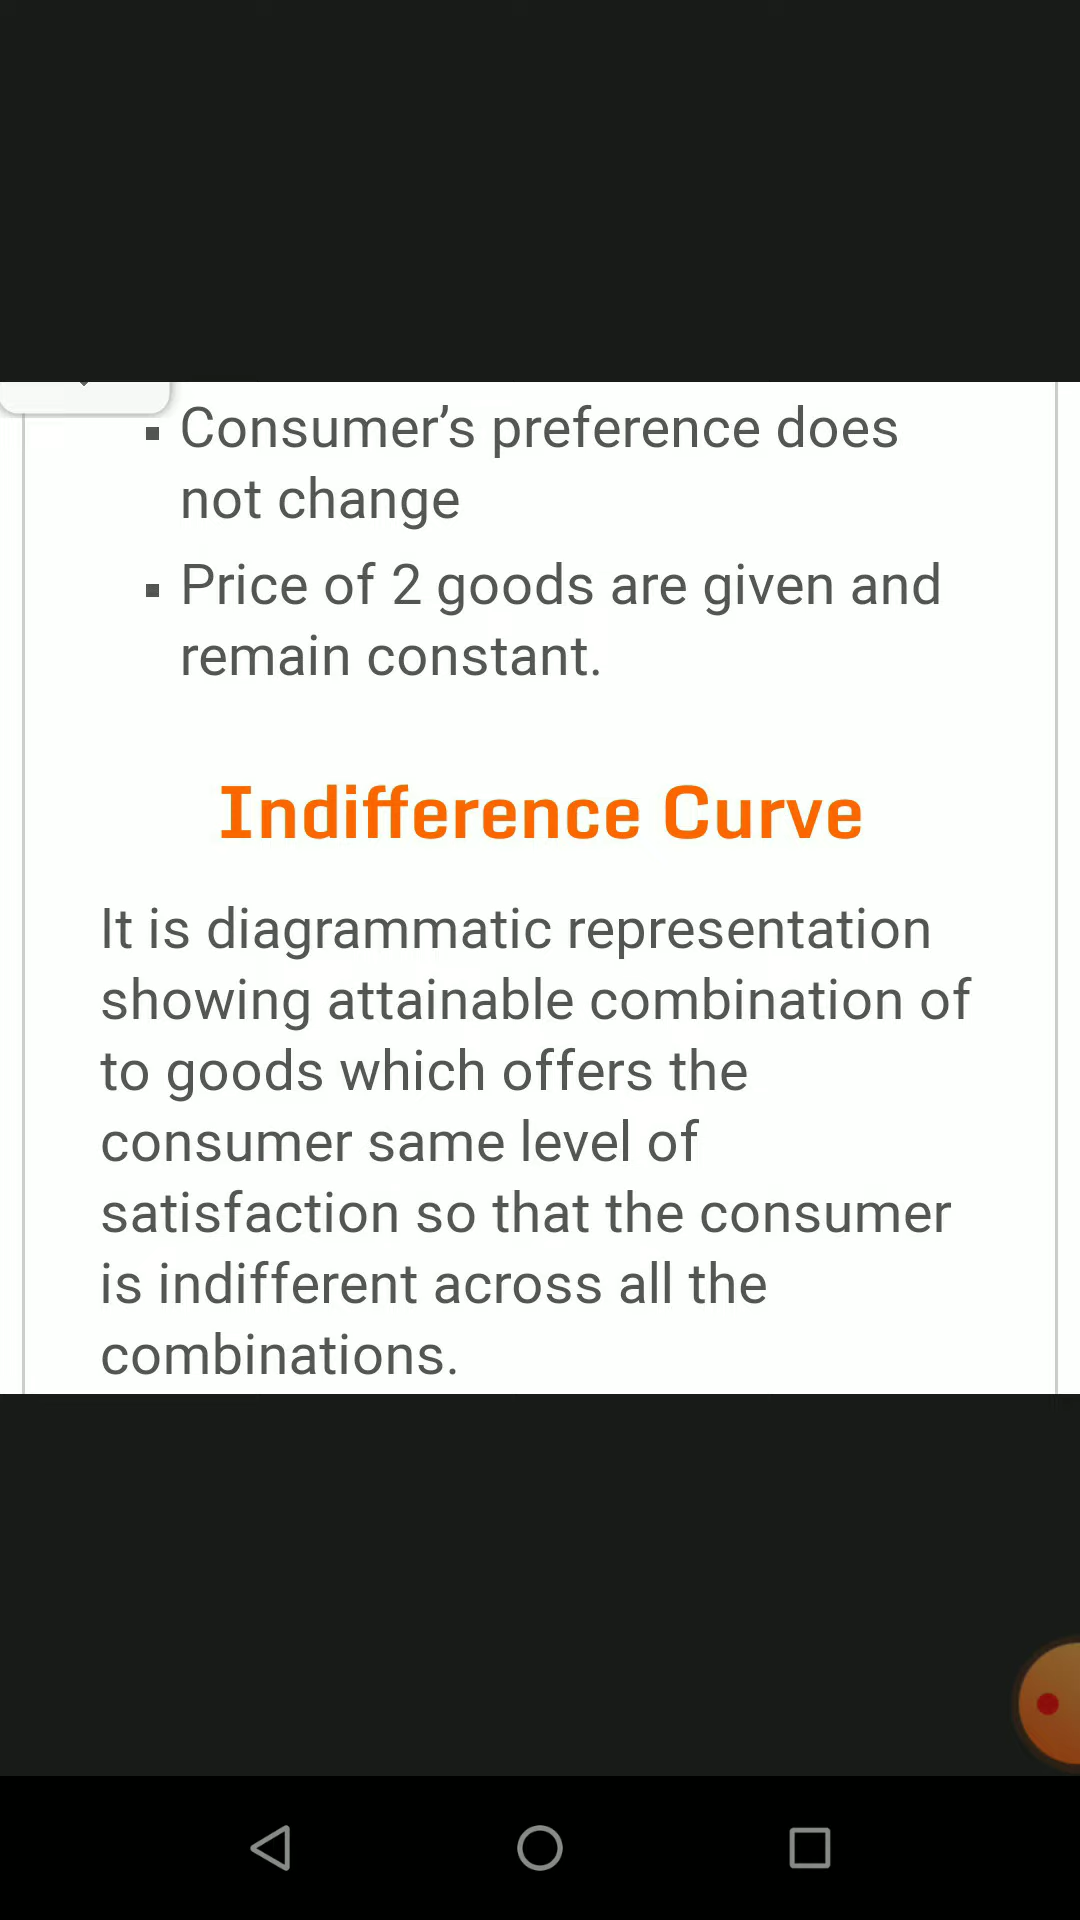 ▪ Consumer’s preference does
not change
▪ Price of 2 goods are given and
remain constant.
Indifference Curve
It is diagrammatic representation
showing attainable combination of
to goods which offers the
consumer same level of
satisfaction so that the consumer
is indifferent across all the
combinations.